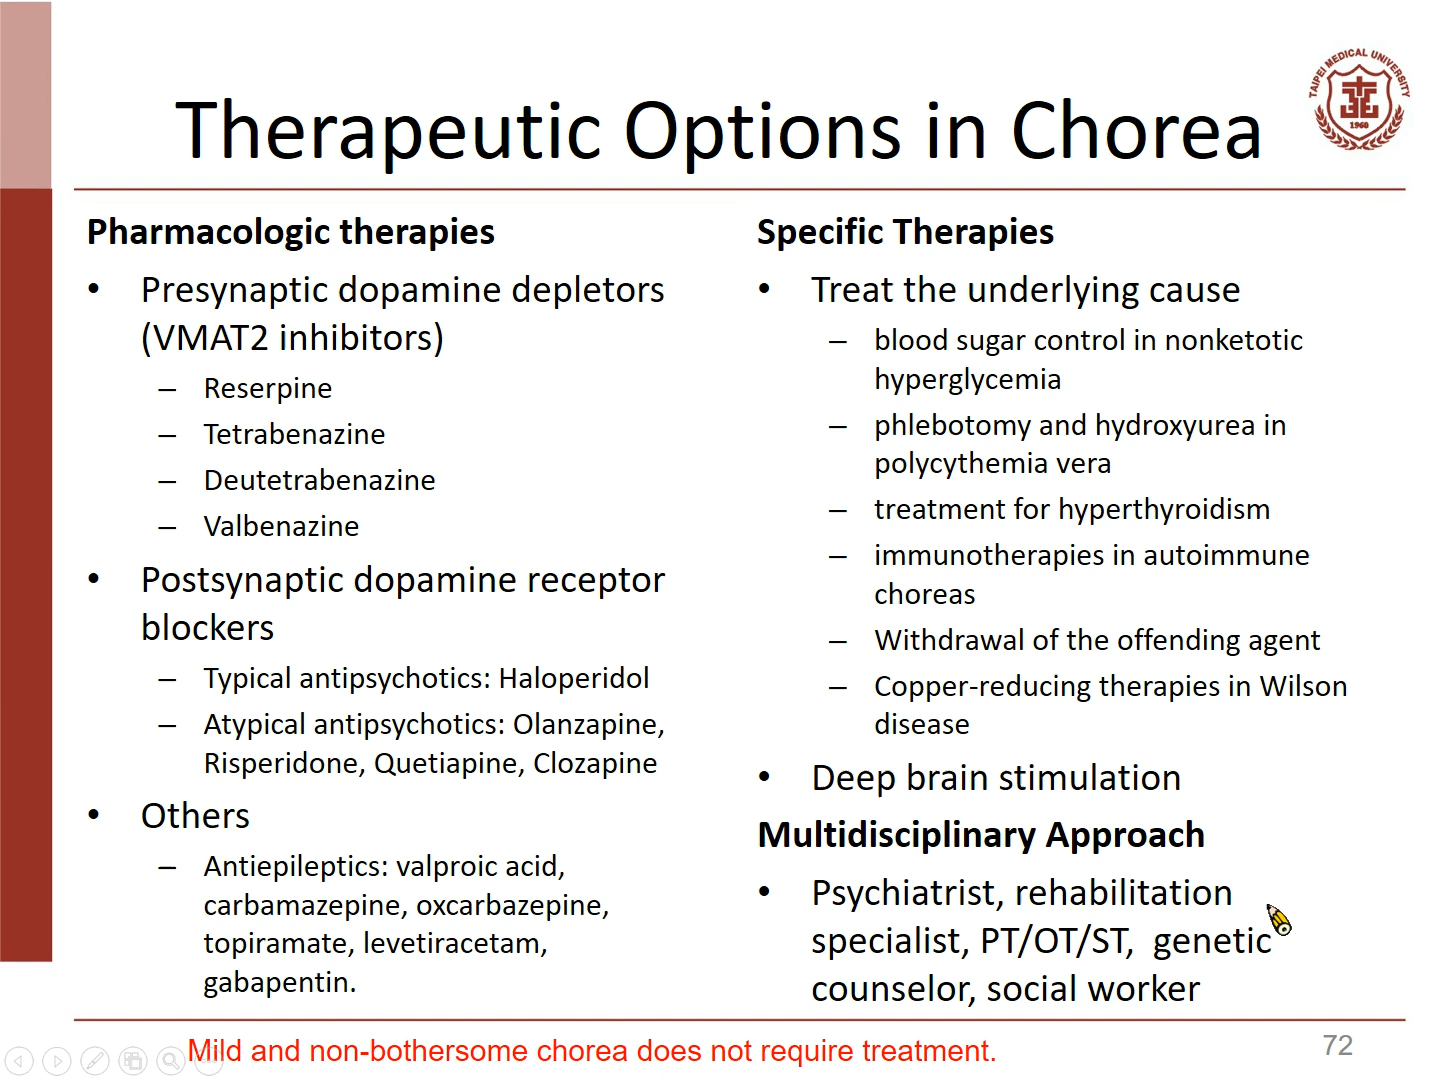 TAIPEI MEDICAL UNIVERSITY
1960
Therapeutic Options in Chorea
Pharmacologic therapies
• Presynaptic dopamine depletors
(VMAT2 inhibitors)
– Reserpine
– Tetrabenazine
– Deutetrabenazine
– Valbenazine
• Postsynaptic dopamine receptor
blockers
– Typical antipsychotics: Haloperidol
– Atypical antipsychotics: Olanzapine,
Risperidone, Quetiapine, Clozapine
• Others
– Antiepileptics: valproic acid,
carbamazepine, oxcarbazepine,
topiramate, levetiracetam,
gabapentin.
Specific Therapies
• Treat the underlying cause
– blood sugar control in nonketotic
hyperglycemia
– phlebotomy and hydroxyurea in
polycythemia vera
– treatment for hyperthyroidism
– immunotherapies in autoimmune
choreas
– Withdrawal of the offending agent
– Copper-reducing therapies in Wilson
disease
• Deep brain stimulation
Multidisciplinary Approach
• Psychiatrist, rehabilitation
specialist, PT/OT/ST, genetic
counselor, social worker
Mild and non-bothersome chorea does not require treatment.
72